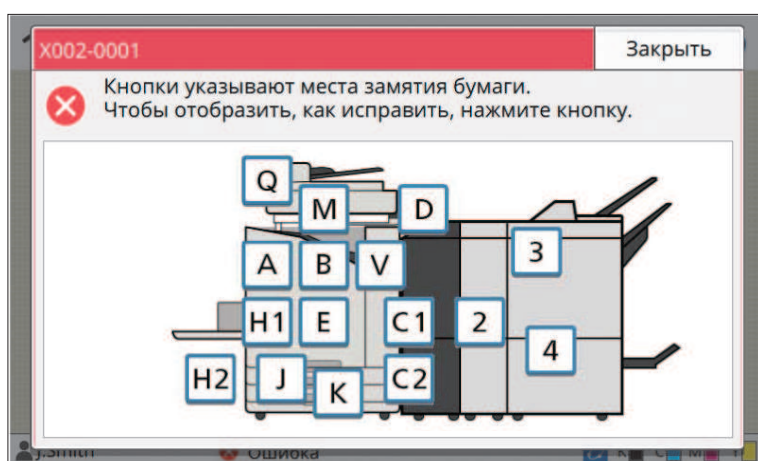 X002-0001
Закрыть
Кнопки указывают места замятия бумаги.
Чтобы отобразить, как исправить, нажмите кнопку.
Q
M
D
3
A
B
V
H1
E
C1
2
4
H2
J
K
C2
J.Smith
Ошибка
K
C
M
Y